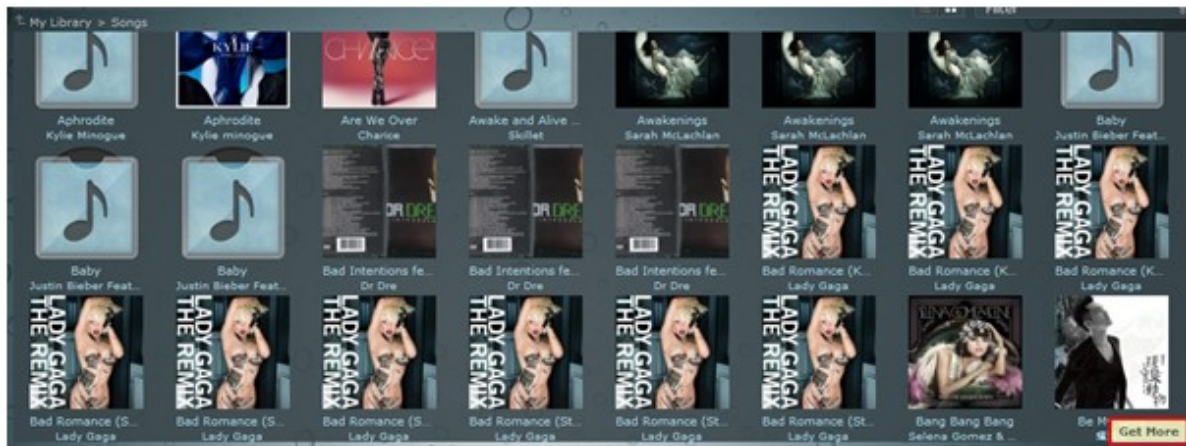 My Library > Songs
Filter
KYLIE
CHARICE
Aphrodite
Kylie Minogue
Aphrodite
Kylie minogue
Are We Over
Charice
Awake and Alive ...
Skillet
Awakenings
Sarah McLachlan
Awakenings
Sarah McLachlan
Awakenings
Sarah McLachlan
Baby
Justin Bieber Feat...
DR DRE
DR DRE
DR DRE
LADY GAGA
THE REMIX
LADY GAGA
THE REMIX
LADY GAGA
THE REMIX
Baby
Justin Bieber Feat...
Baby
Justin Bieber Feat...
Bad Intentions fe...
Dr Dre
Bad Intentions fe...
Dr Dre
Bad Intentions fe...
Dr Dre
Bad Romance (K...
Lady Gaga
Bad Romance (K...
Lady Gaga
Bad Romance (K...
Lady Gaga
LADY GAGA
THE REMIX
LADY GAGA
THE REMIX
LADY GAGA
THE REMIX
LADY GAGA
THE REMIX
LADY GAGA
THE REMIX
LADY GAGA
THE REMIX
Bad Romance (S...
Lady Gaga
Bad Romance (S...
Lady Gaga
Bad Romance (S...
Lady Gaga
Bad Romance (St...
Lady Gaga
Bad Romance (St...
Lady Gaga
Bad Romance (St...
Lady Gaga
Bang Bang Bang
Selena Gomez & ...
Be M
Get More